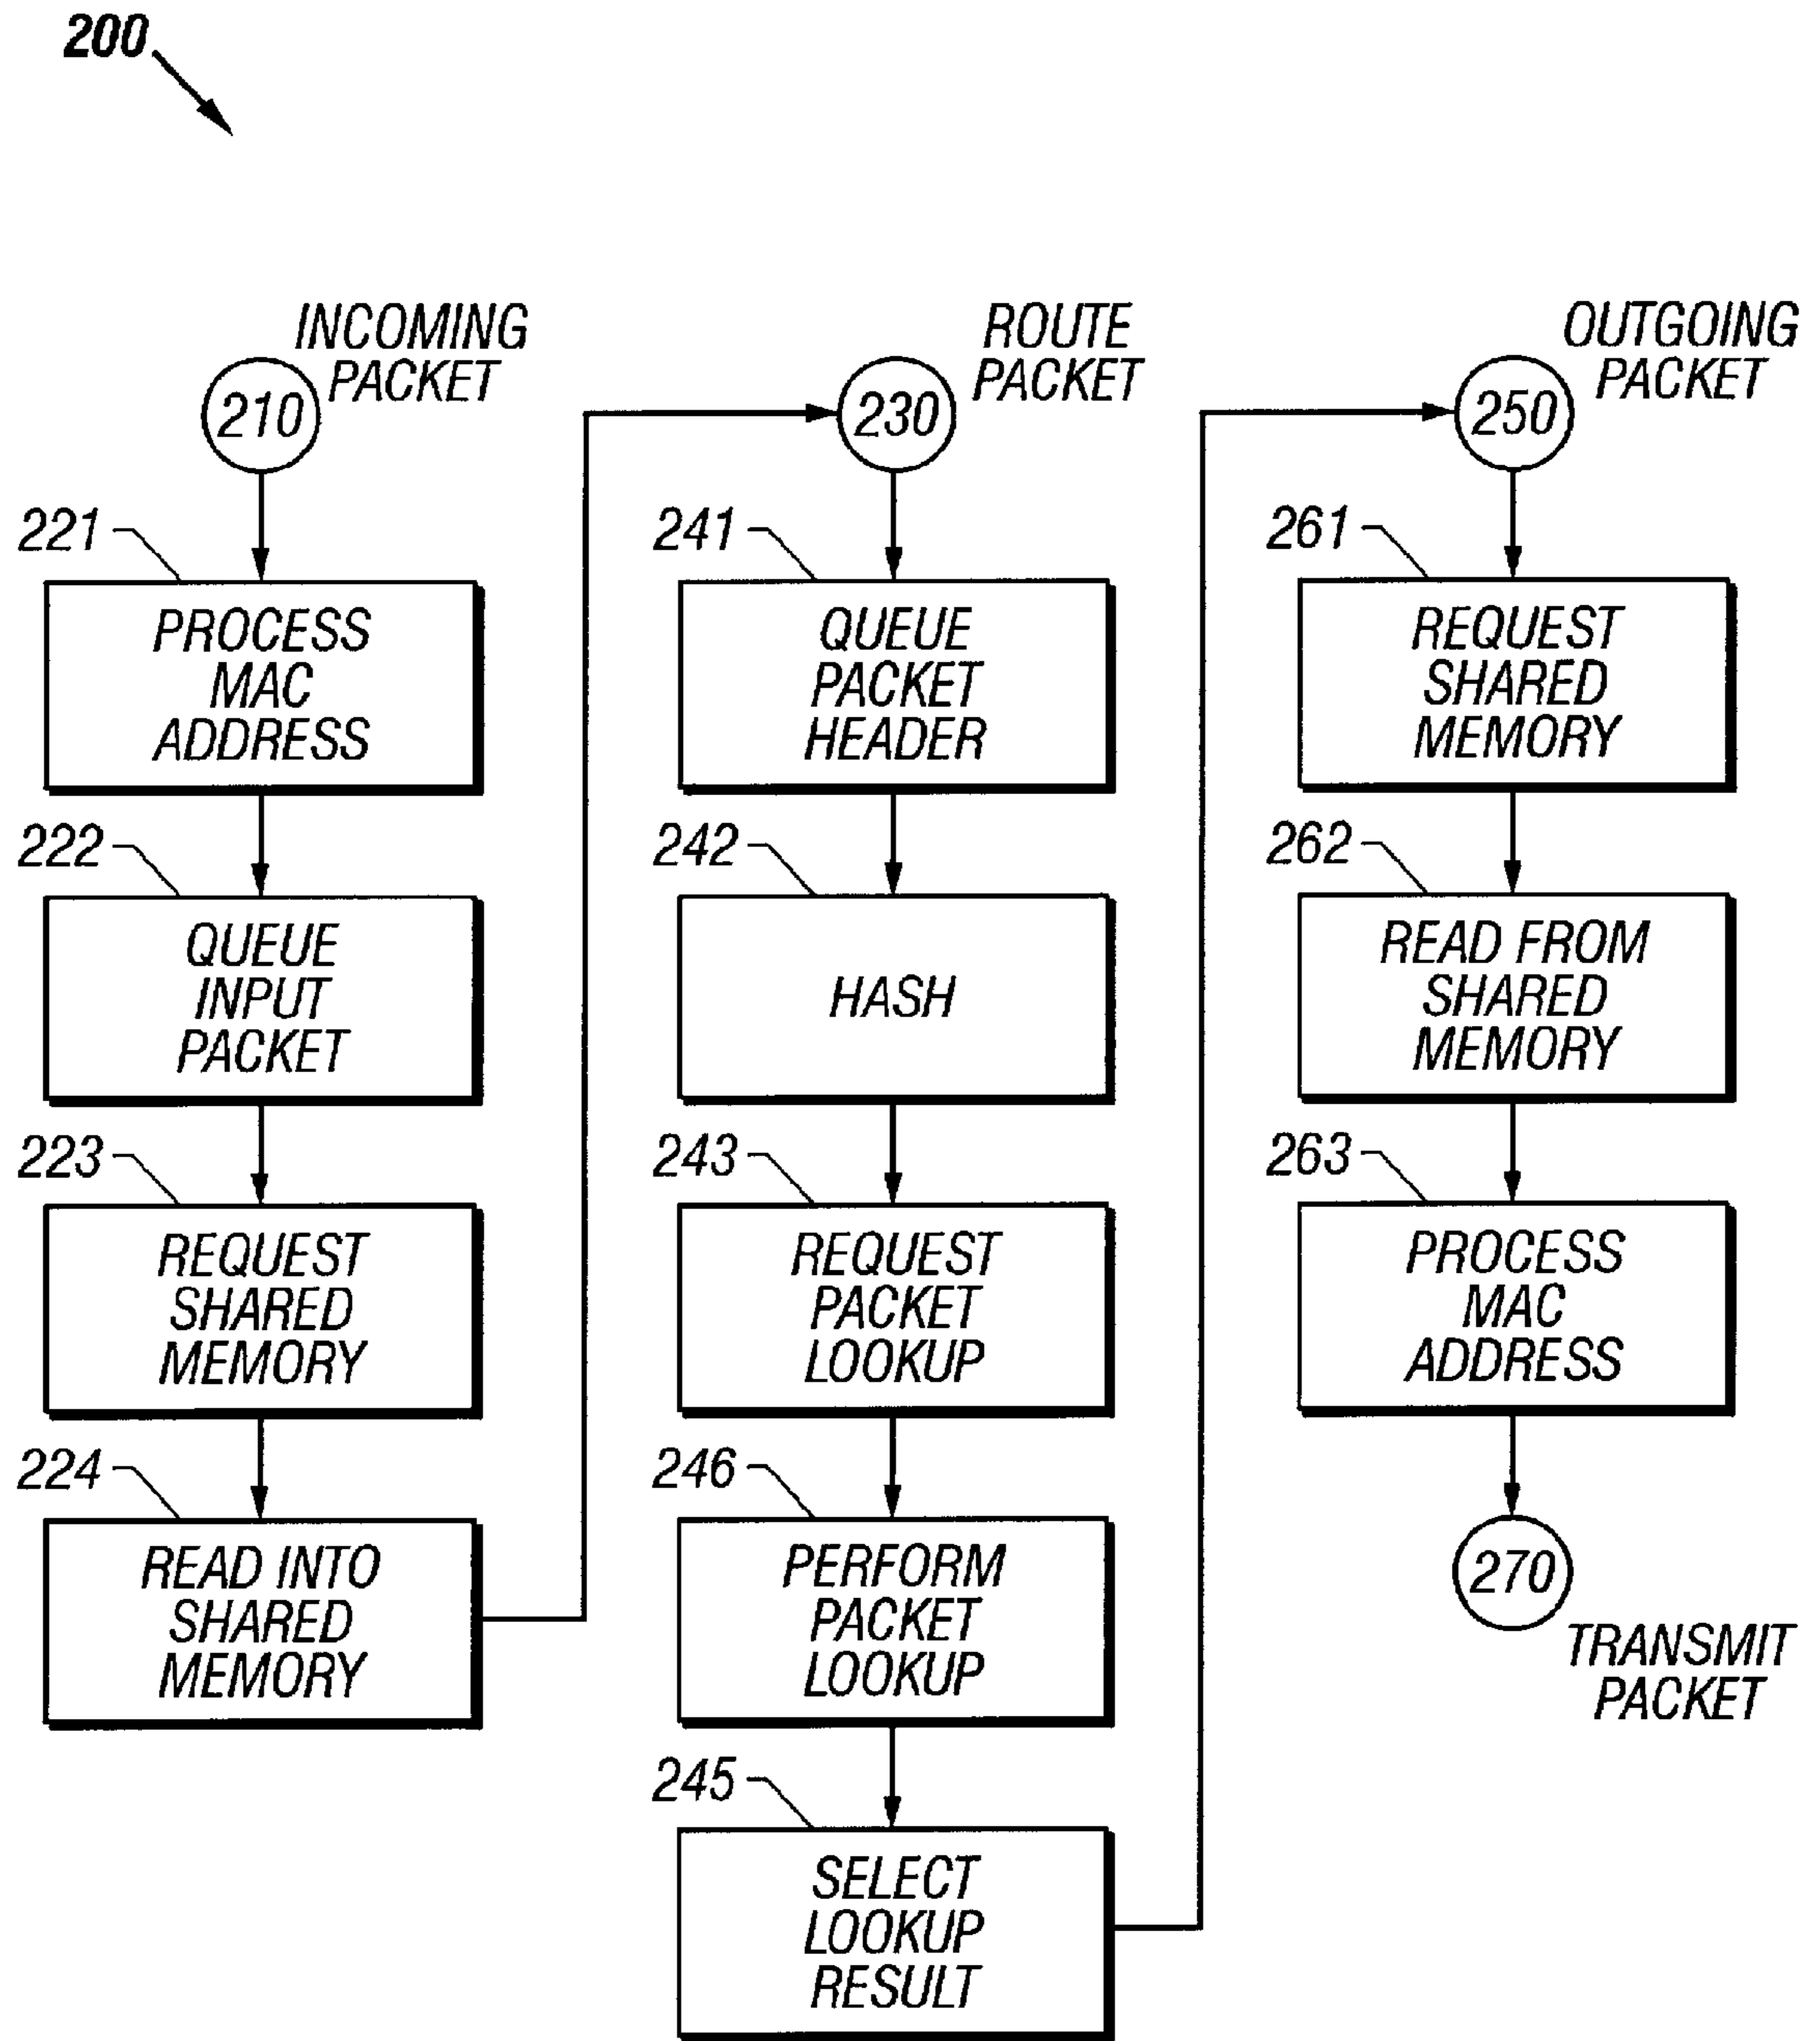 200
INCOMING
PACKET
210
221
PROCESS
MAC
ADDRESS
222
QUEUE
INPUT
PACKET
223
REQUEST
SHARED
MEMORY
224
READ INTO
SHARED
MEMORY
ROUTE
PACKET
230
241
QUEUE
PACKET
HEADER
242
HASH
243
REQUEST
PACKET
LOOKUP
246
PERFORM
PACKET
LOOKUP
245
SELECT
LOOKUP
RESULT
OUTGOING
PACKET
250
261
REQUEST
SHARED
MEMORY
262
READ FROM
SHARED
MEMORY
263
PROCESS
MAC
ADDRESS
270
TRANSMIT
PACKET